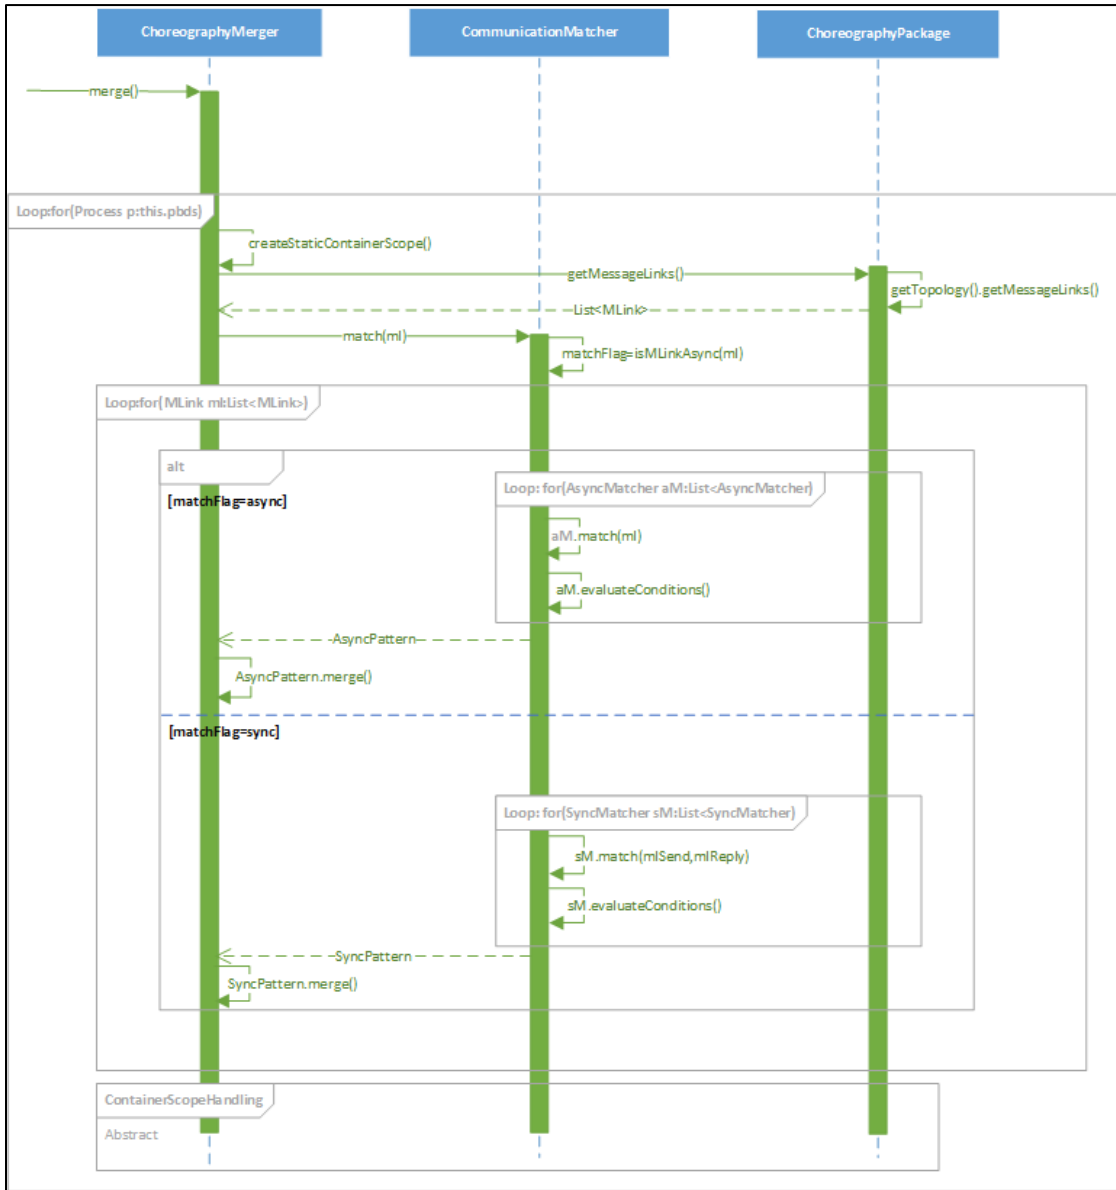 ChoreographyMerger
CommunicationMatcher
ChoreographyPackage
merge()
Loop:for(Process p:this.pbds)
createStaticContainerScope()
getMessageLinks()
getTopology().getMessageLinks()
List<MLink>
match(ml)
matchFlag=isMLinkAsync(ml)
Loop:for(MLink ml:List<MLink>)
alt
Loop: for(AsyncMatcher aM:List<AsyncMatcher)
[matchFlag=async]
aM.match(ml)
aM.evaluateConditions()
AsyncPattern
AsyncPattern.merge()
[matchFlag=sync]
Loop: for(SyncMatcher sM:List<SyncMatcher)
sM.match(mlSend,mlReply)
sM.evaluateConditions()
SyncPattern
SyncPattern.merge()
ContainerScopeHandling
Abstract